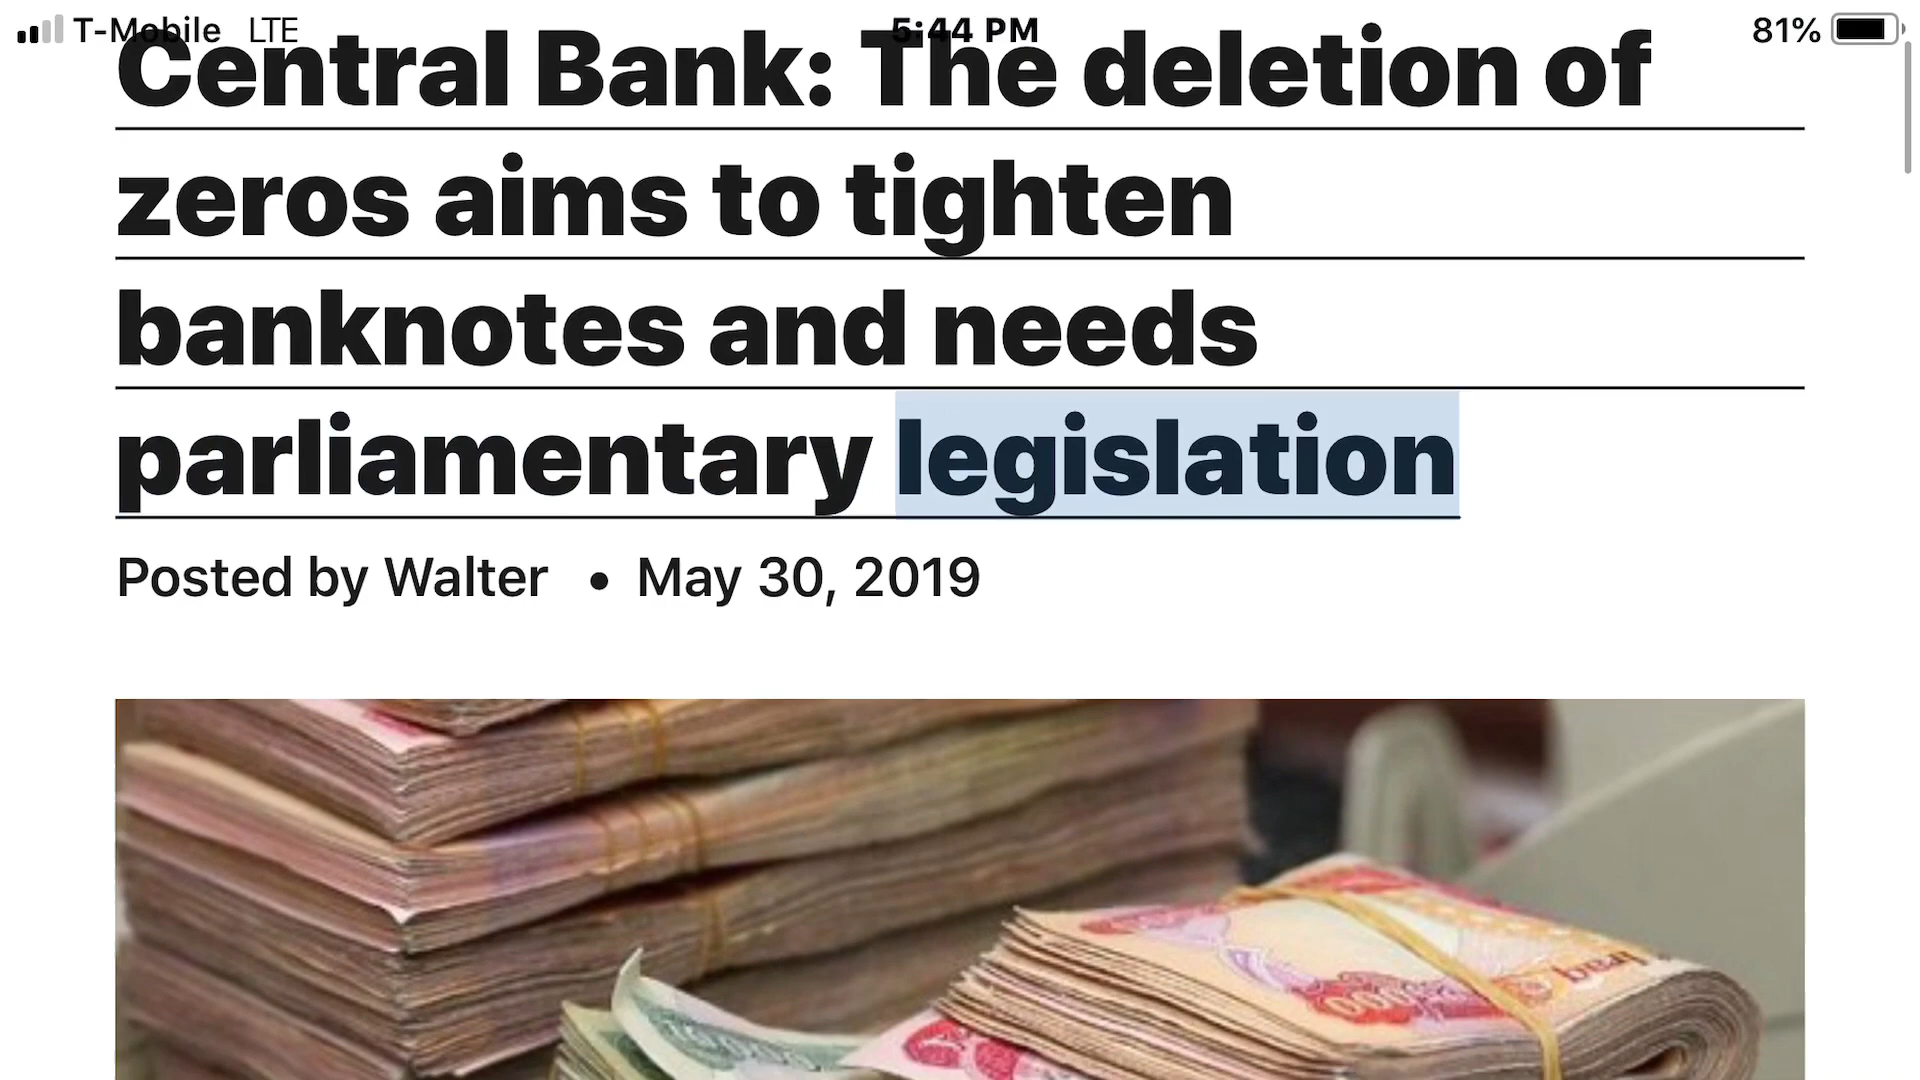 T-Mobile LTE 5:44 PM 81%
Central Bank: The deletion of
zeros aims to tighten
banknotes and needs
parliamentary legislation
Posted by Walter • May 30, 2019